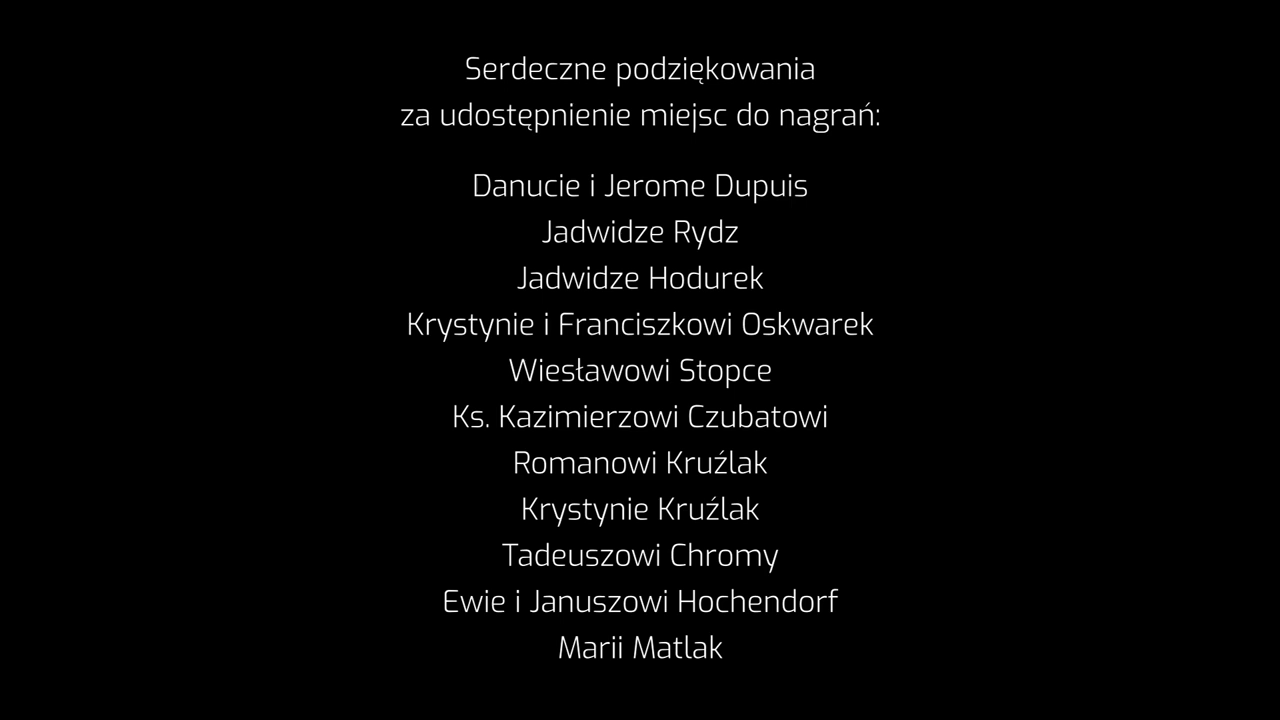 Serdeczne podziękowania
za udostępnienie miejsc do nagrań:
Danucie i Jerome Dupuis
Jadwidze Rydz
Jadwidze Hodurek
Krystynie i Franciszkowi Oskwarek
Wiesławowi Stopce
Ks. Kazimierzowi Czubatowi
Romanowi Kruźlak
Krystynie Kruźlak
Tadeuszowi Chromy
Ewie i Januszowi Hochendorf
Marii Matlak